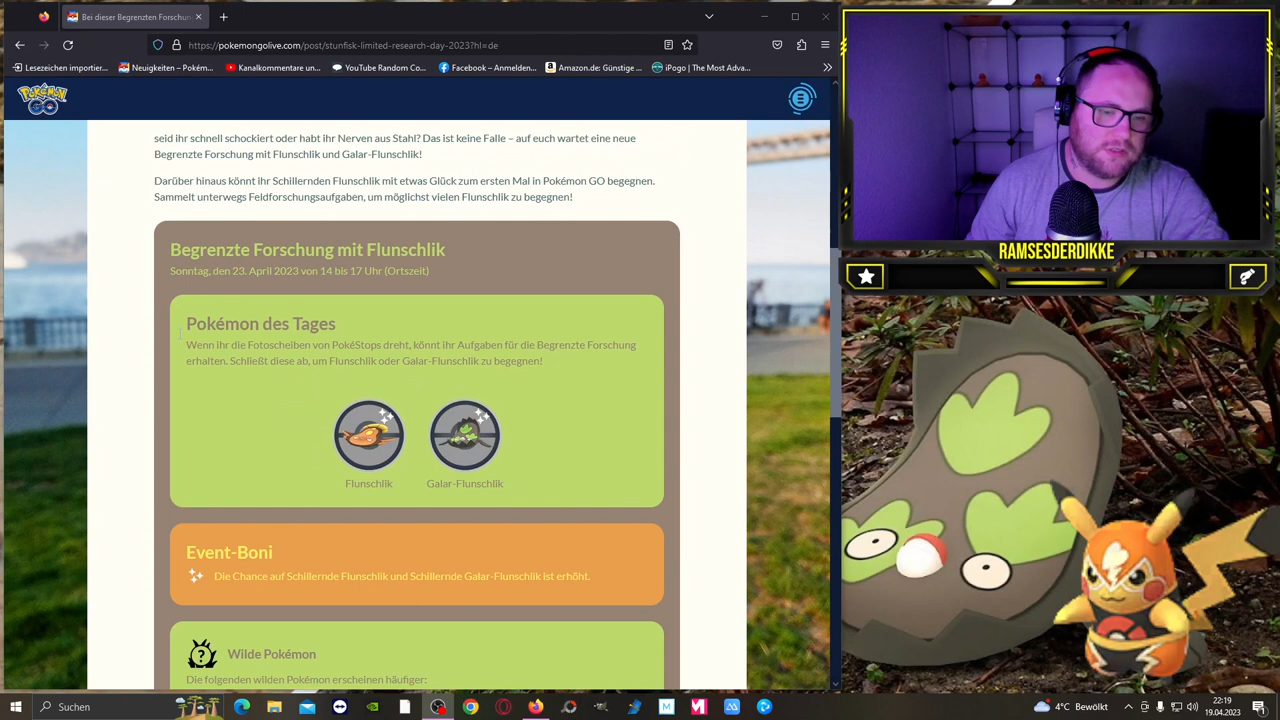 Bei dieser Begrenzten Forschun
https://pokemongolive.com/post/stunfisk-limited-research-day-2023?hl=de
Lesezeichen importier...
Neuigkeiten – Pokém...
Kanalkommentare un...
YouTube Random Co...
Facebook – Anmelden...
Amazon.de: Günstige ...
iPogo | The Most Adva...
POKÉMON GO
seid ihr schnell schockiert oder habt ihr Nerven aus Stahl? Das ist keine Falle – auf euch wartet eine neue
Begrenzte Forschung mit Flunschlik und Galar-Flunschlik!
Darüber hinaus könnt ihr Schillernden Flunschlik mit etwas Glück zum ersten Mal in Pokémon GO begegnen.
Sammelt unterwegs Feldforschungsaufgaben, um möglichst vielen Flunschlik zu begegnen!
Begrenzte Forschung mit Flunschlik
Sonntag, den 23. April 2023 von 14 bis 17 Uhr (Ortszeit)
Pokémon des Tages
Wenn ihr die Fotoscheiben von PokéStops dreht, könnt ihr Aufgaben für die Begrenzte Forschung
erhalten. Schließt diese ab, um Flunschlik oder Galar-Flunschlik zu begegnen!
Flunschlik
Galar-Flunschlik
Event-Boni
Die Chance auf Schillernde Flunschlik und Schillernde Galar-Flunschlik ist erhöht.
Wilde Pokémon
Die folgenden wilden Pokémon erscheinen häufiger:
RAMSESDERDIKKE
Suchen
4°C Bewölkt
22:19
19.04.2023